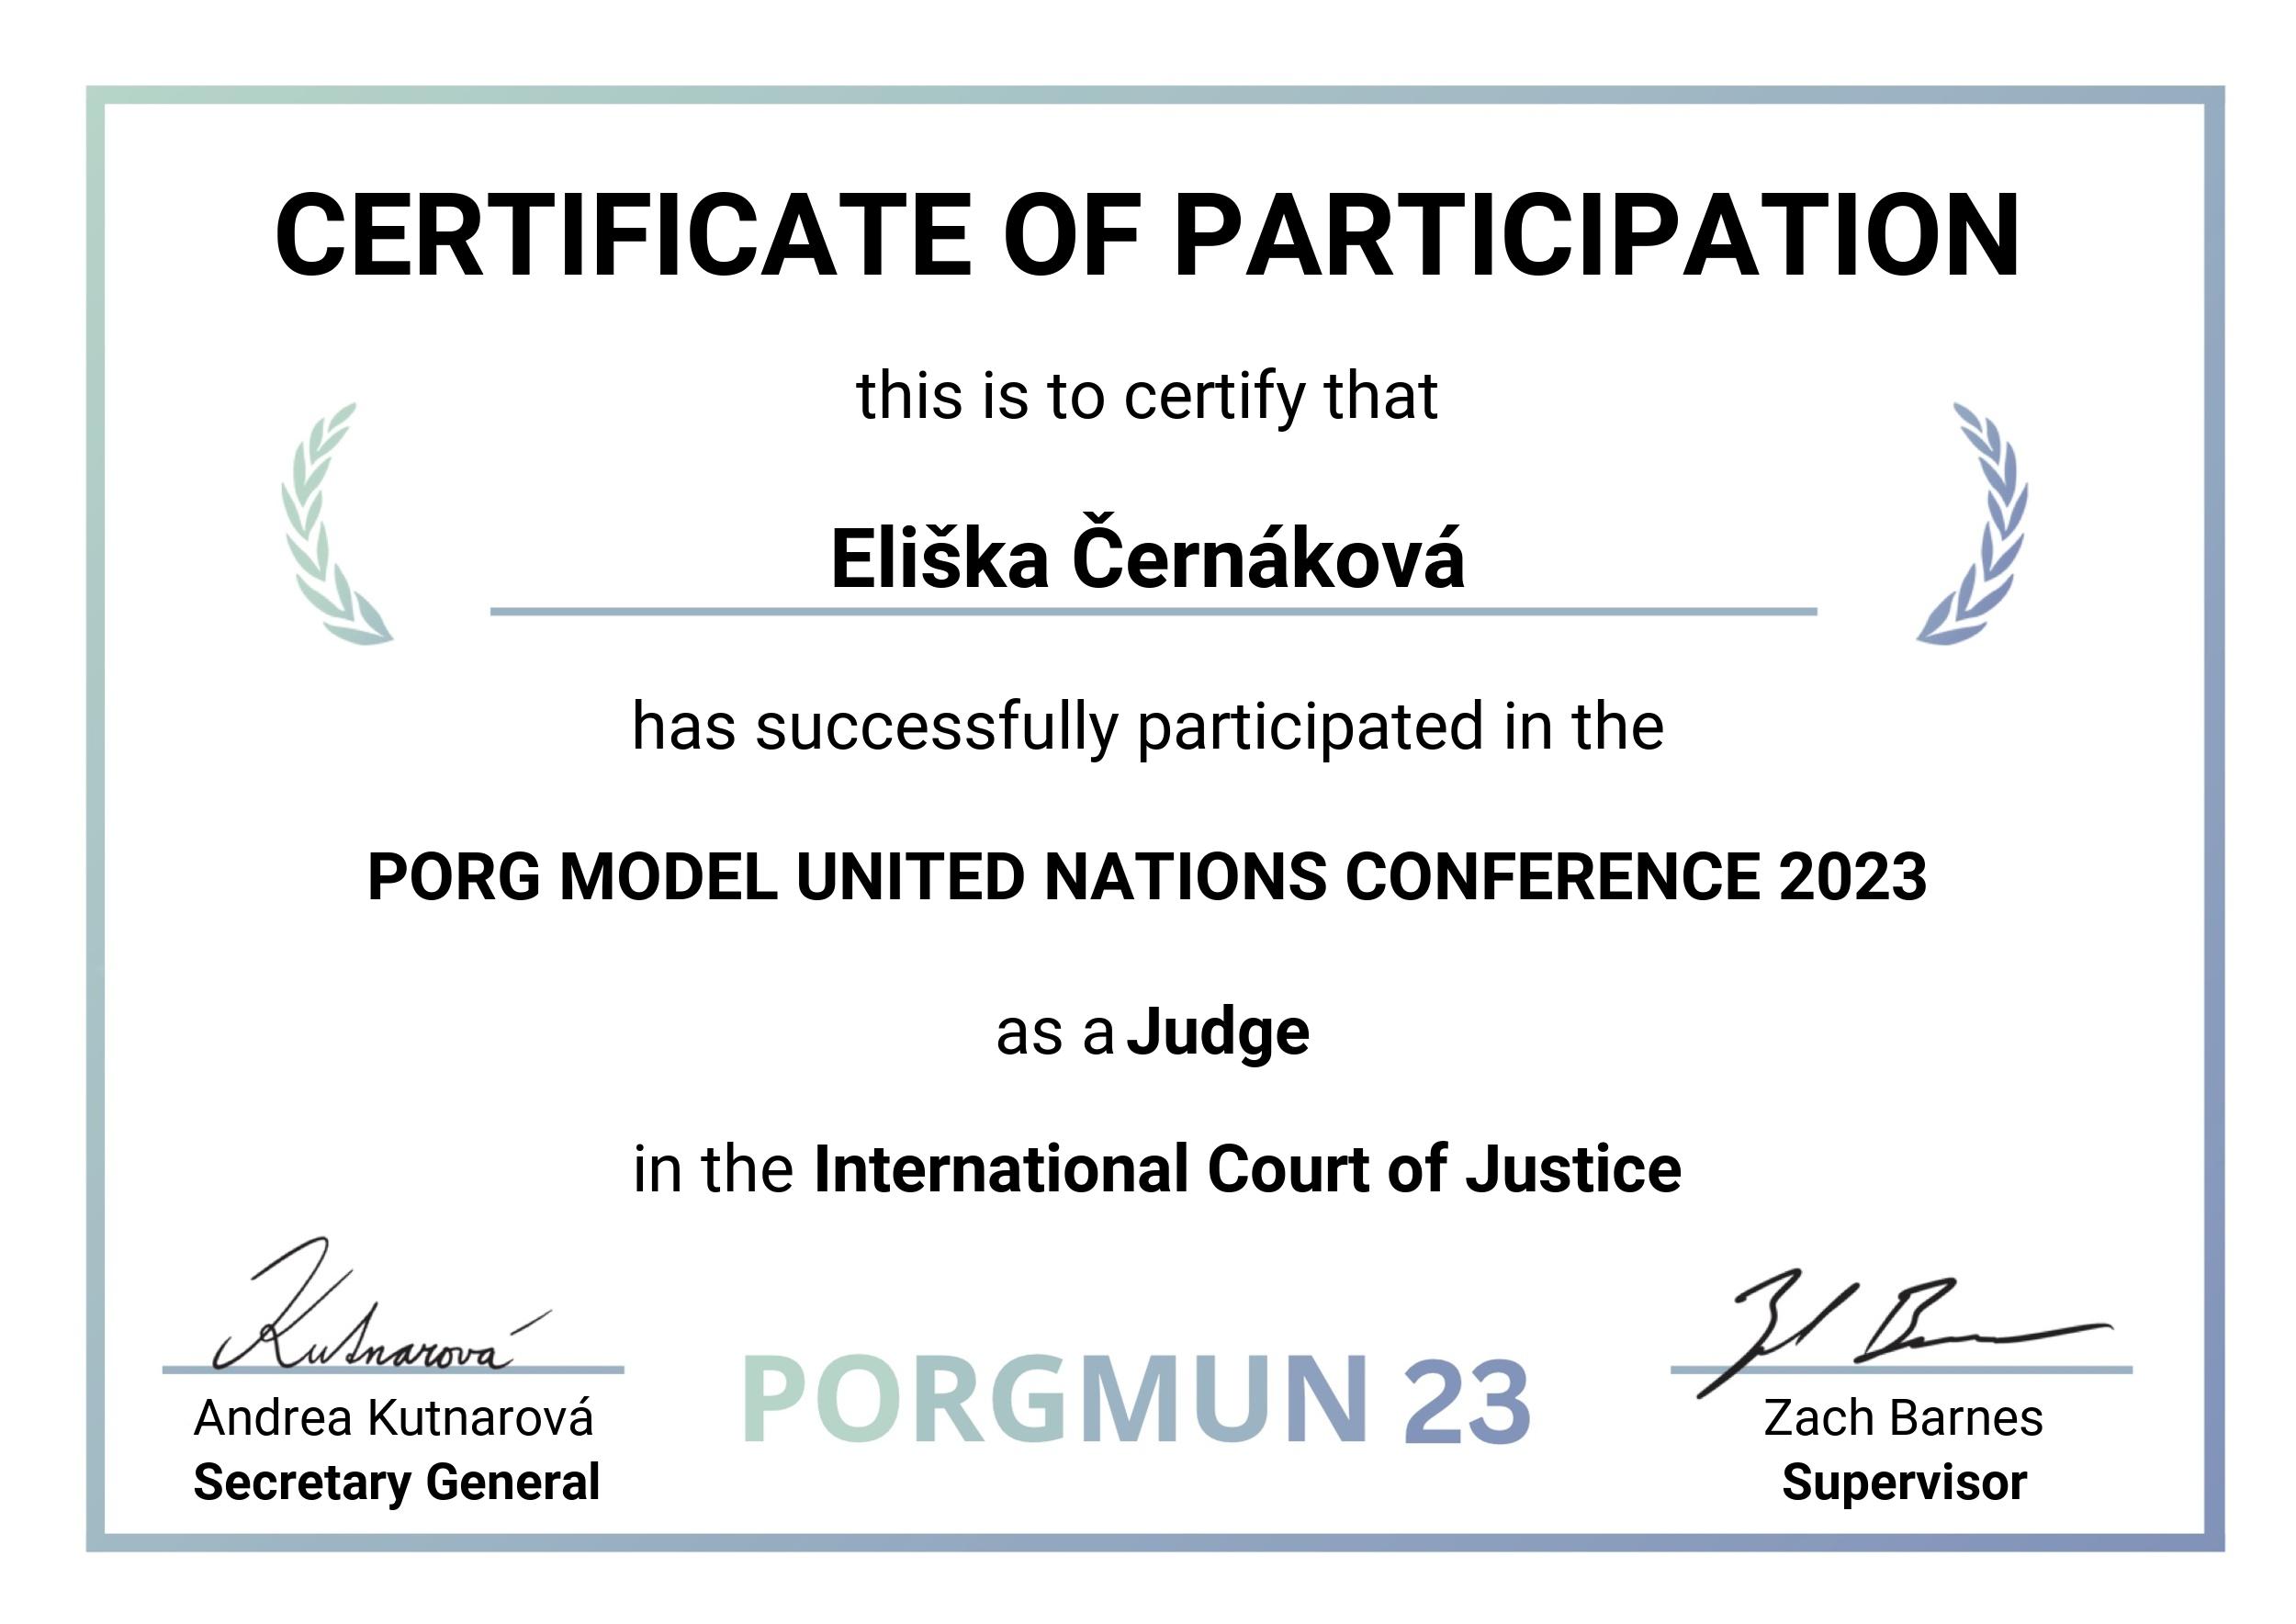 CERTIFICATE OF PARTICIPATION
this is to certify that
Eliška Černáková
has successfully participated in the
PORG MODEL UNITED NATIONS CONFERENCE 2023
as a Judge
in the International Court of Justice
Kutnarová
Andrea Kutnarová
Secretary General
PORGMUN 23
Zach Barnes
Supervisor